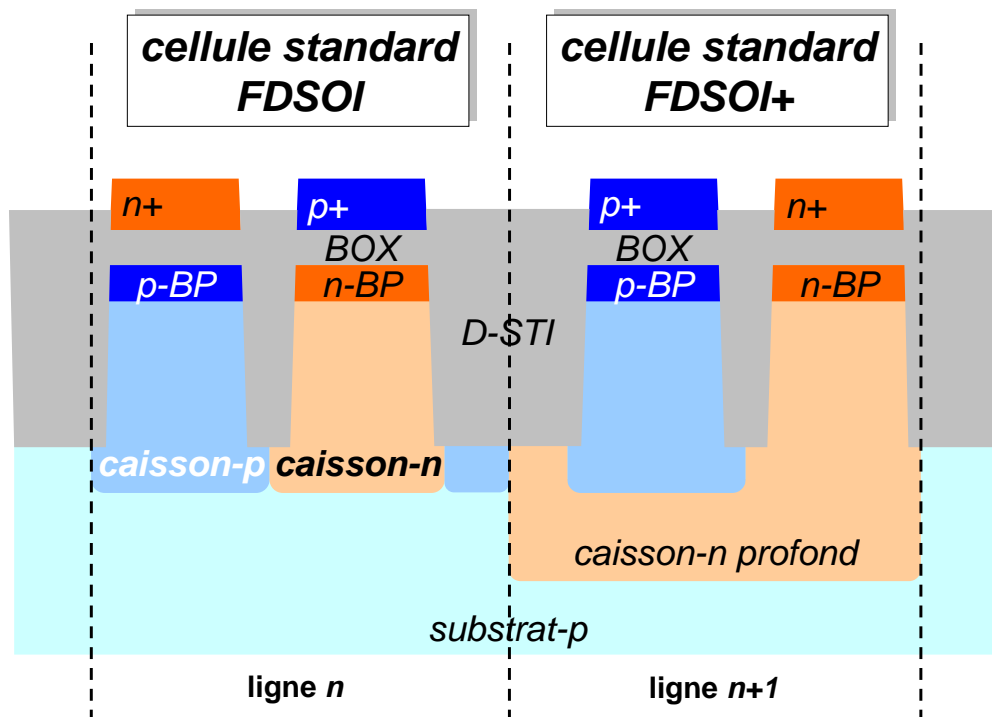 cellule standard
FDSOI
cellule standard
FDSOI+
n+
p+
p+
n+
BOX
BOX
p-BP
n-BP
p-BP
n-BP
D-STI
caisson-p
caisson-n
caisson-n profond
substrat-p
ligne n
ligne n+1